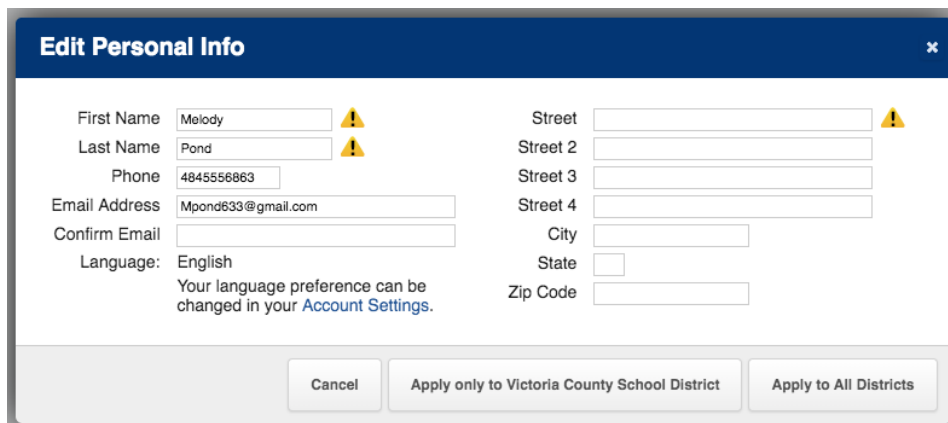 Edit Personal Info
×
First Name Melody
Last Name Pond
Phone 4845556863
Email Address Mpond633@gmail.com
Confirm Email
Language: English
Your language preference can be
changed in your Account Settings.
Street
Street 2
Street 3
Street 4
City
State
Zip Code
Cancel
Apply only to Victoria County School District
Apply to All Districts